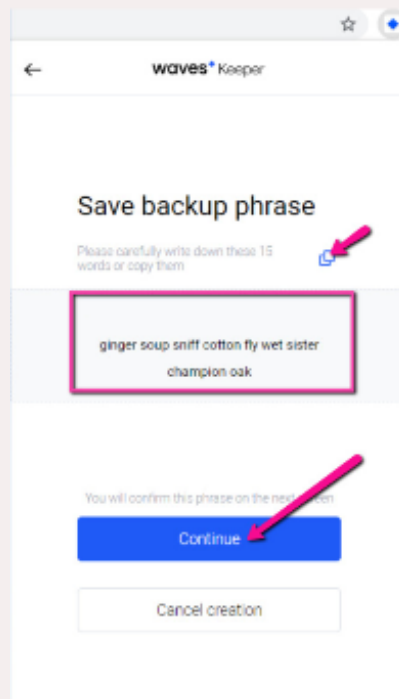 waves Keeper
Save backup phrase
Please carefully write down these 15
words or copy them
ginger soup sniff cotton fly wet sister
champion oak
You will confirm this phrase on the next screen
Continue
Cancel creation